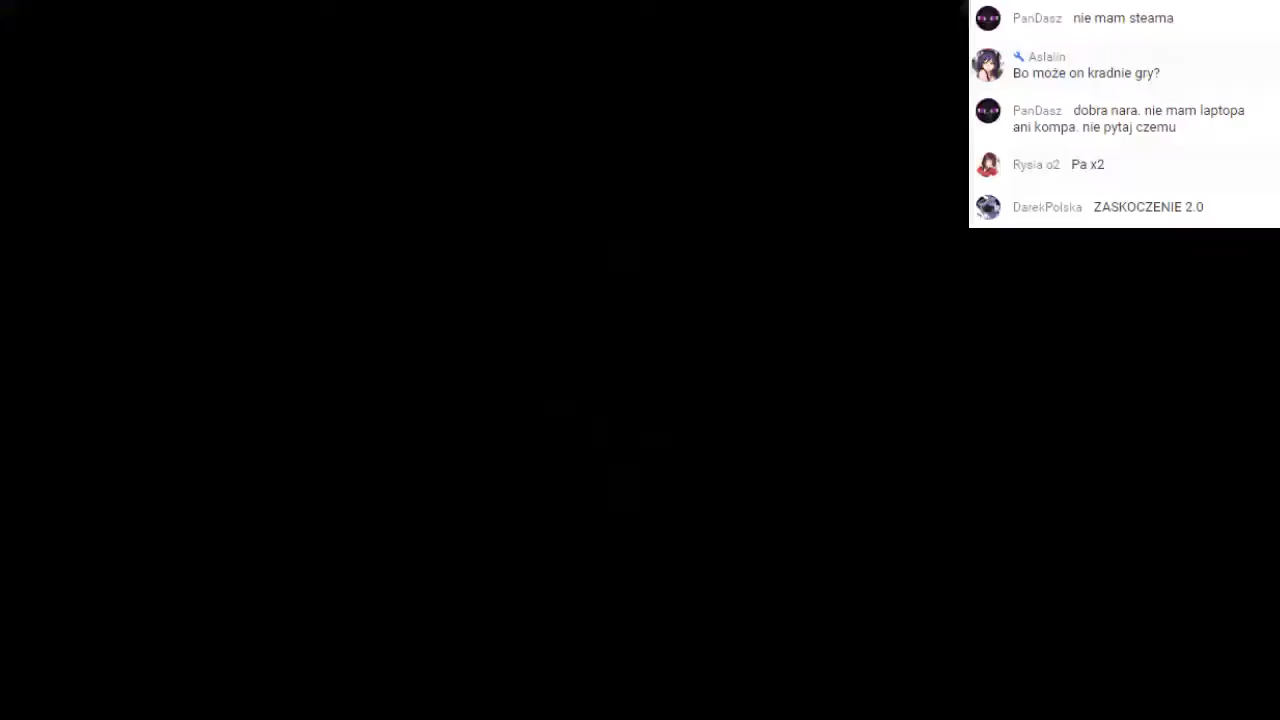 PanDasz nie mam steama
Aslalin
Bo może on kradnie gry?
PanDasz dobra nara. nie mam laptopa
ani kompa. nie pytaj czemu
Rysia o2 Pa x2
DarekPolska ZASKOCZENIE 2.0